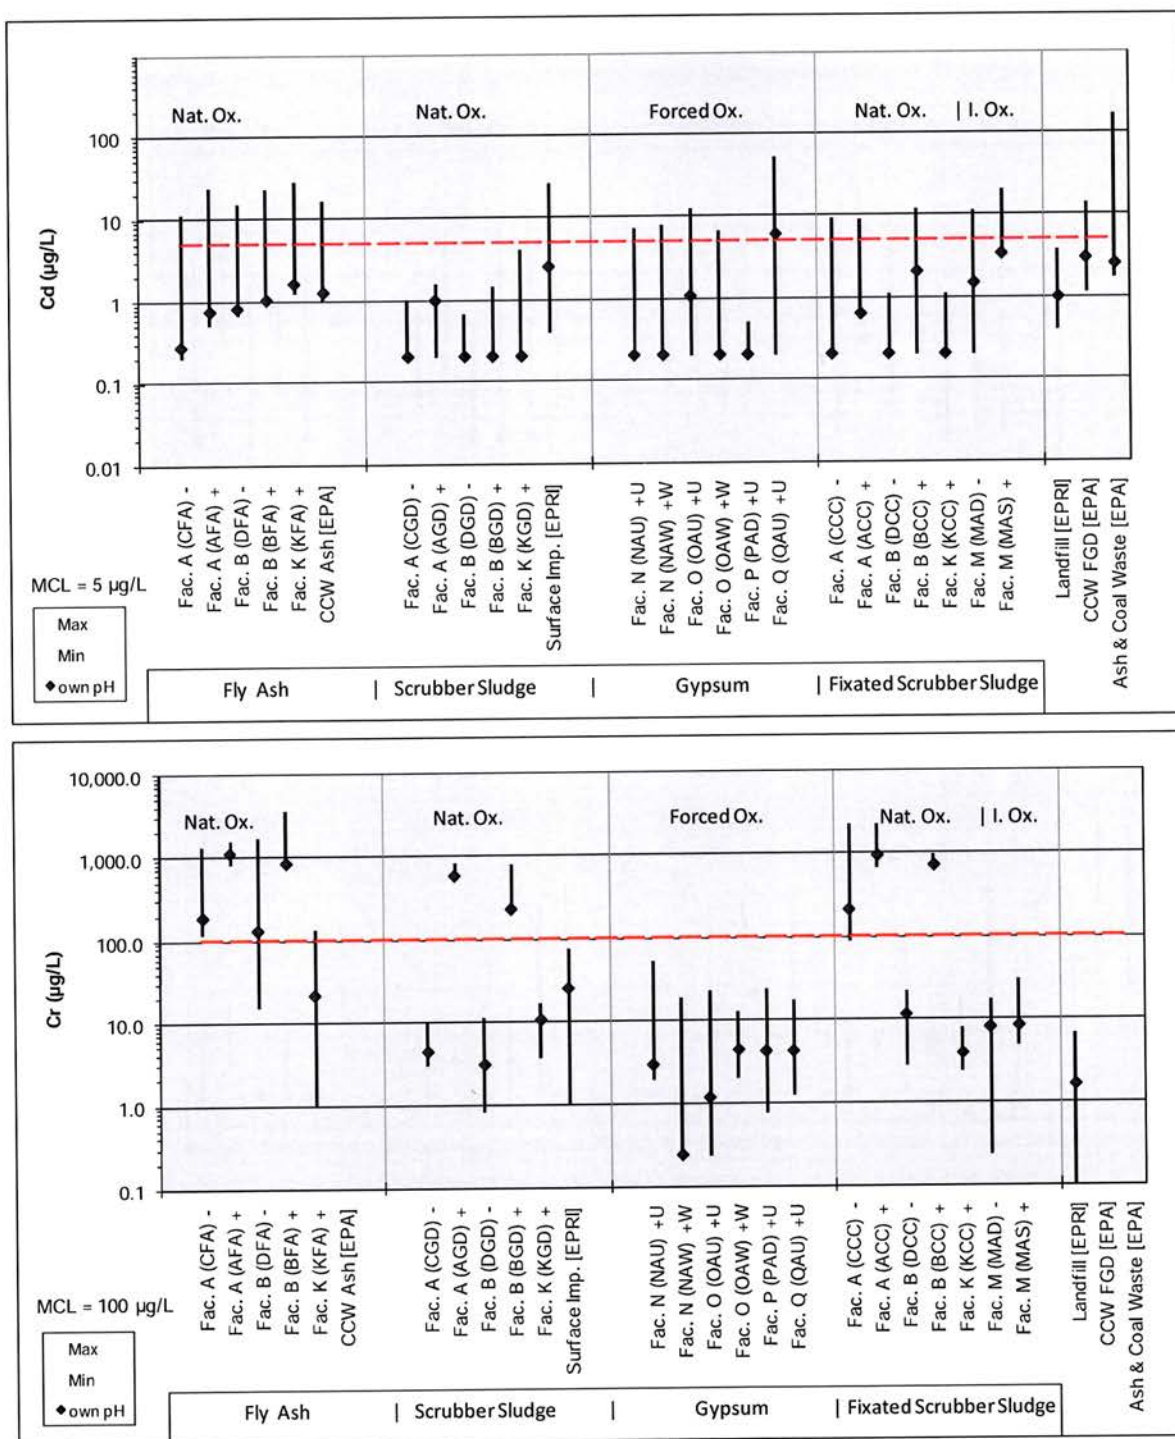 Nat. Ox.
Nat. Ox.
Forced Ox.
Nat. Ox. | I. Ox.
Cd (µg/L)
100
10
1
0.1
0.01
Fac. A (CFA) -
Fac. A (AFA) +
Fac. B (DFA) -
Fac. B (BFA) +
Fac. K (KFA) +
CCW Ash [EPA]
Fac. A (CGD) -
Fac. A (AGD) +
Fac. B (DGD) -
Fac. B (BGD) +
Fac. K (KGD) +
Surface Imp. [EPRI]
Fac. N (NAU) +U
Fac. N (NAW) +W
Fac. O (OAU) +U
Fac. O (OAW) +W
Fac. P (PAD) +U
Fac. Q (QAU) +U
Fac. A (CCC) -
Fac. A (ACC) +
Fac. B (DCC) -
Fac. B (BCC) +
Fac. K (KCC) +
Fac. M (MAD) -
Fac. M (MAS) +
Landfill [EPRI]
CCW FGD [EPA]
Ash & Coal Waste [EPA]
MCL = 5 µg/L
Max
Min
own pH
Fly Ash | Scrubber Sludge | Gypsum | Fixated Scrubber Sludge
Nat. Ox.
Nat. Ox.
Forced Ox.
Nat. Ox. | I. Ox.
Cr (µg/L)
10,000.0
1,000.0
100.0
10.0
1.0
0.1
Fac. A (CFA) -
Fac. A (AFA) +
Fac. B (DFA) -
Fac. B (BFA) +
Fac. K (KFA) +
CCW Ash [EPA]
Fac. A (CGD) -
Fac. A (AGD) +
Fac. B (DGD) -
Fac. B (BGD) +
Fac. K (KGD) +
Surface Imp. [EPRI]
Fac. N (NAU) +U
Fac. N (NAW) +W
Fac. O (OAU) +U
Fac. O (OAW) +W
Fac. P (PAD) +U
Fac. Q (QAU) +U
Fac. A (CCC) -
Fac. A (ACC) +
Fac. B (DCC) -
Fac. B (BCC) +
Fac. K (KCC) +
Fac. M (MAD) -
Fac. M (MAS) +
Landfill [EPRI]
CCW FGD [EPA]
Ash & Coal Waste [EPA]
MCL = 100 µg/L
Max
Min
own pH
Fly Ash | Scrubber Sludge | Gypsum | Fixated Scrubber Sludge